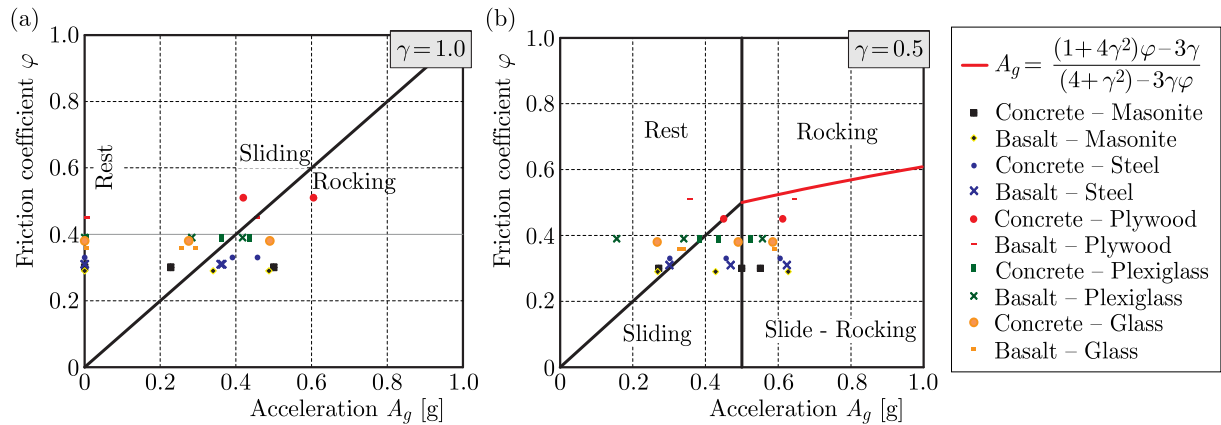 (a)
1.0
0.8
0.6
0.4
0.2
0
Friction coefficient φ
γ = 1.0
Rest
Sliding
Rocking
0
0.2
0.4
0.6
0.8
1.0
Acceleration A_g [g]
(b)
1.0
0.8
0.6
0.4
0.2
0
Friction coefficient φ
γ = 0.5
Rest
Rocking
Sliding
Slide - Rocking
0
0.2
0.4
0.6
0.8
1.0
Acceleration A_g [g]
A_g = (1+4γ²)φ–3γ / (4+γ²)–3γφ
Concrete – Masonite
Basalt – Masonite
Concrete – Steel
Basalt – Steel
Concrete – Plywood
Basalt – Plywood
Concrete – Plexiglass
Basalt – Plexiglass
Concrete – Glass
Basalt – Glass